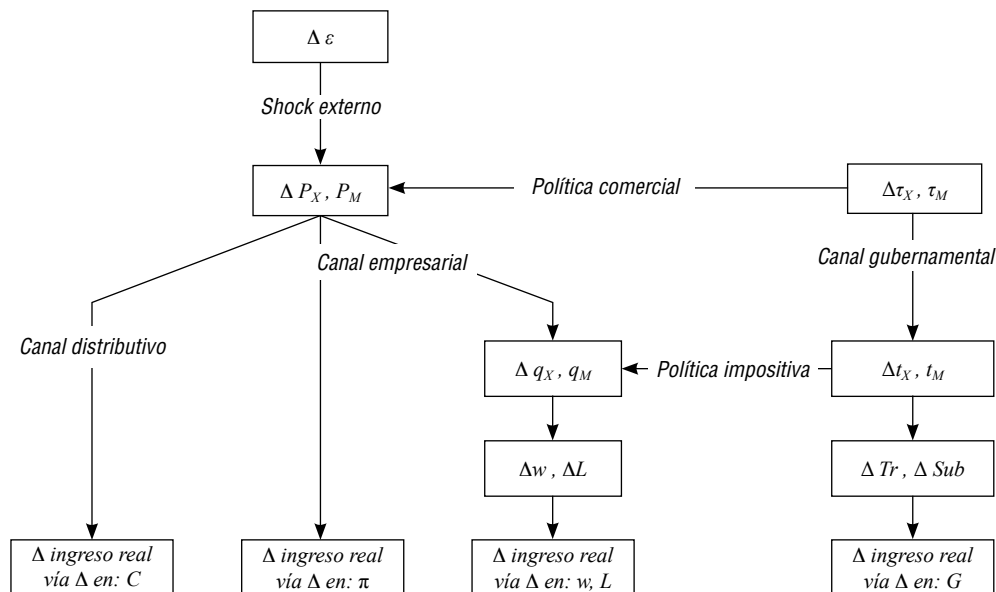 Δ ε
Shock externo
Δ P_X , P_M
Política comercial
Δτ_X , τ_M
Canal empresarial
Canal gubernamental
Canal distributivo
Δ q_X , q_M
Política impositiva
Δt_X , t_M
Δw , ΔL
Δ Tr , Δ Sub
Δ ingreso real
vía Δ en: C
Δ ingreso real
vía Δ en: π
Δ ingreso real
vía Δ en: w, L
Δ ingreso real
vía Δ en: G